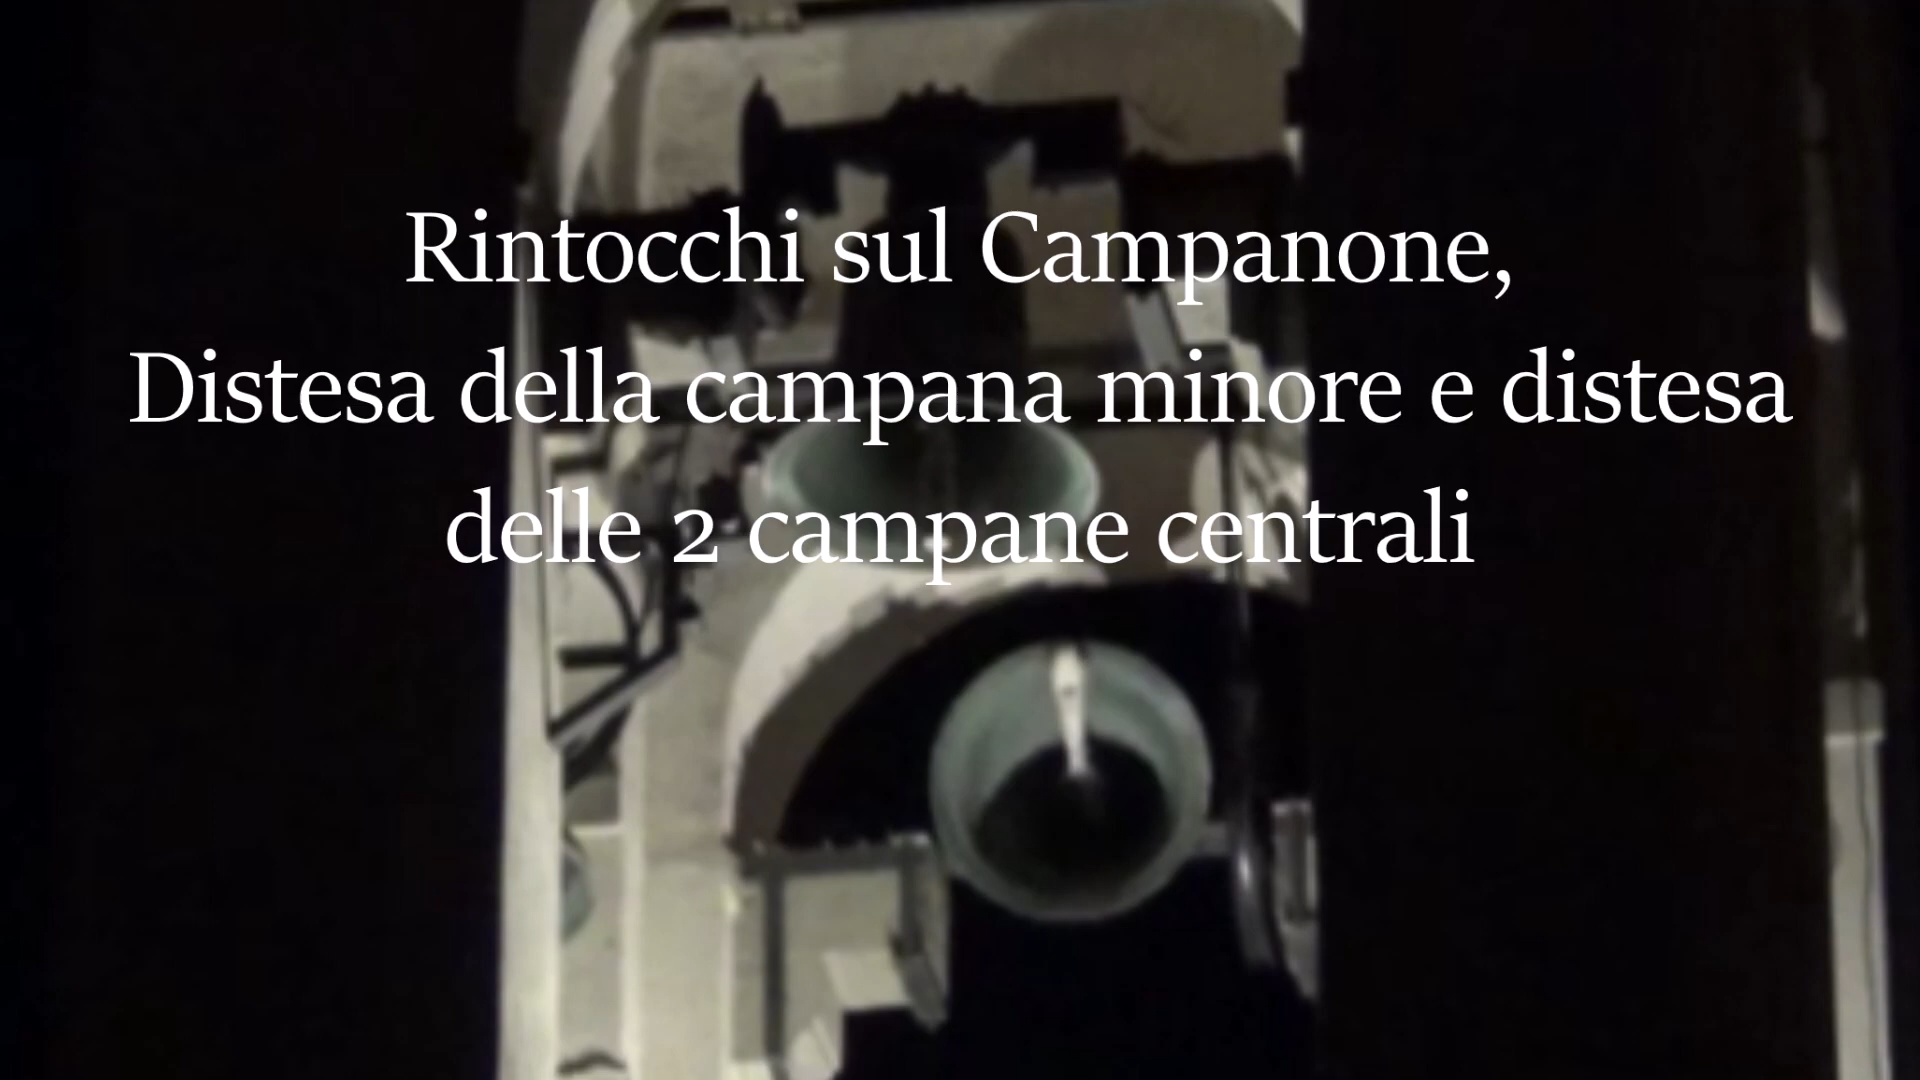 Rintocchi sul Campanone,
Distesa della campana minore e distesa
delle 2 campane centrali